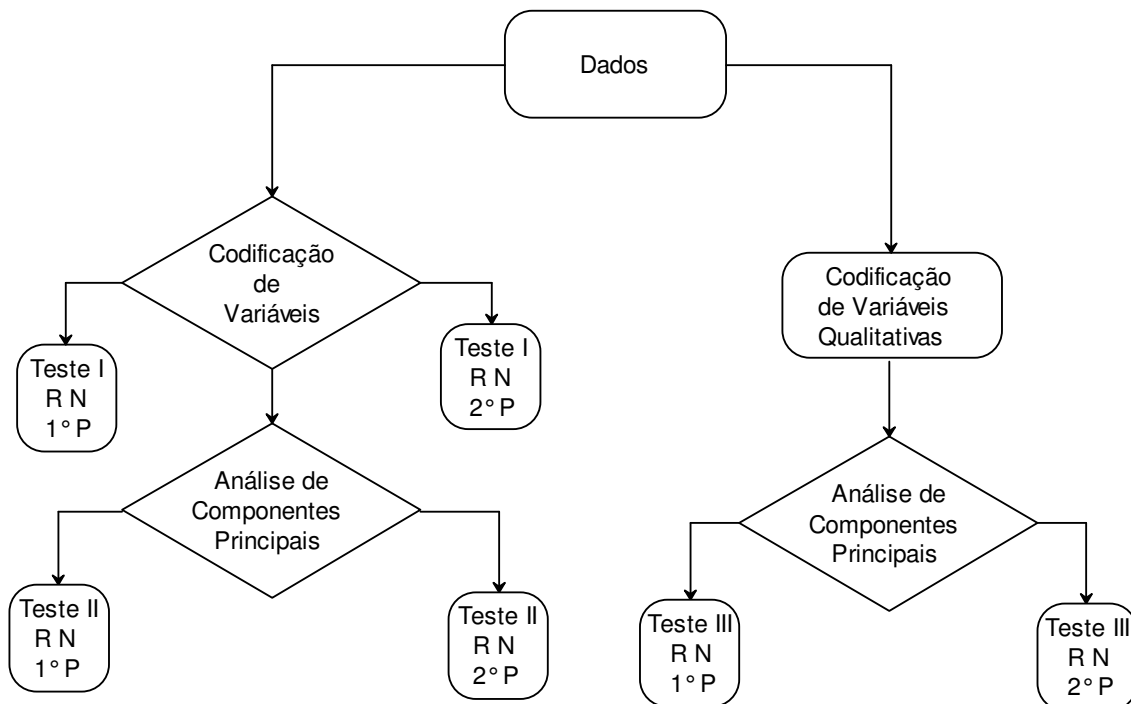 Dados
Codificação
de
Variáveis
Codificação
de Variáveis
Qualitativas
Teste I
R N
1° P
Teste I
R N
2° P
Análise de
Componentes
Principais
Análise de
Componentes
Principais
Teste II
R N
1° P
Teste II
R N
2° P
Teste III
R N
1° P
Teste III
R N
2° P